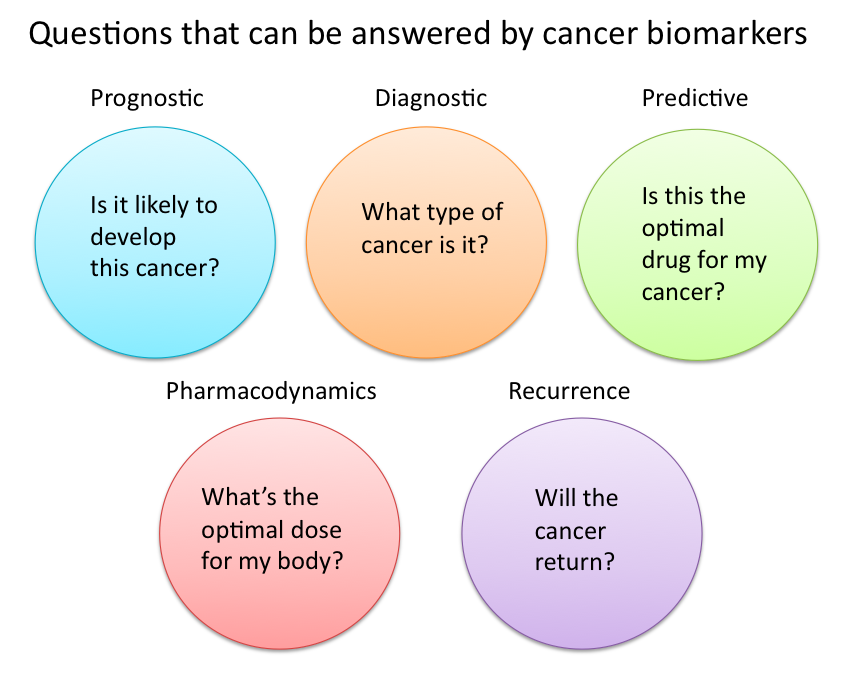 Questions that can be answered by cancer biomarkers
Prognostic
Is it likely to
develop
this cancer?
Diagnostic
What type of
cancer is it?
Predictive
Is this the
optimal
drug for my
cancer?
Pharmacodynamics
What’s the
optimal dose
for my body?
Recurrence
Will the
cancer
return?